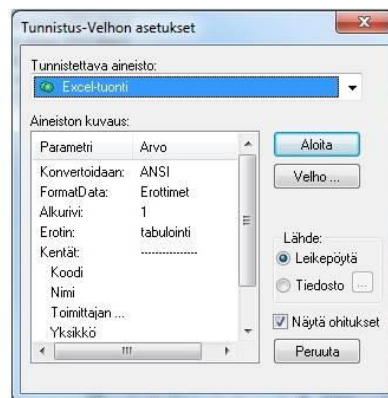 Tunnistus-Velhon asetukset
Tunnistettava aineisto:
Excel-tuonti
Aineiston kuvaus:
Parametri Arvo
Konvertoidaan: ANSI
FormatData: Erottimet
Alkurivi: 1
Erotin: tabulointi
Kentät: ---------------
Koodi
Nimi
Toimittajan ...
Yksikkö
Aloita
Velho ...
Lähde:
Leikepöytä
Tiedosto ...
Näytä ohitukset
Peruuta